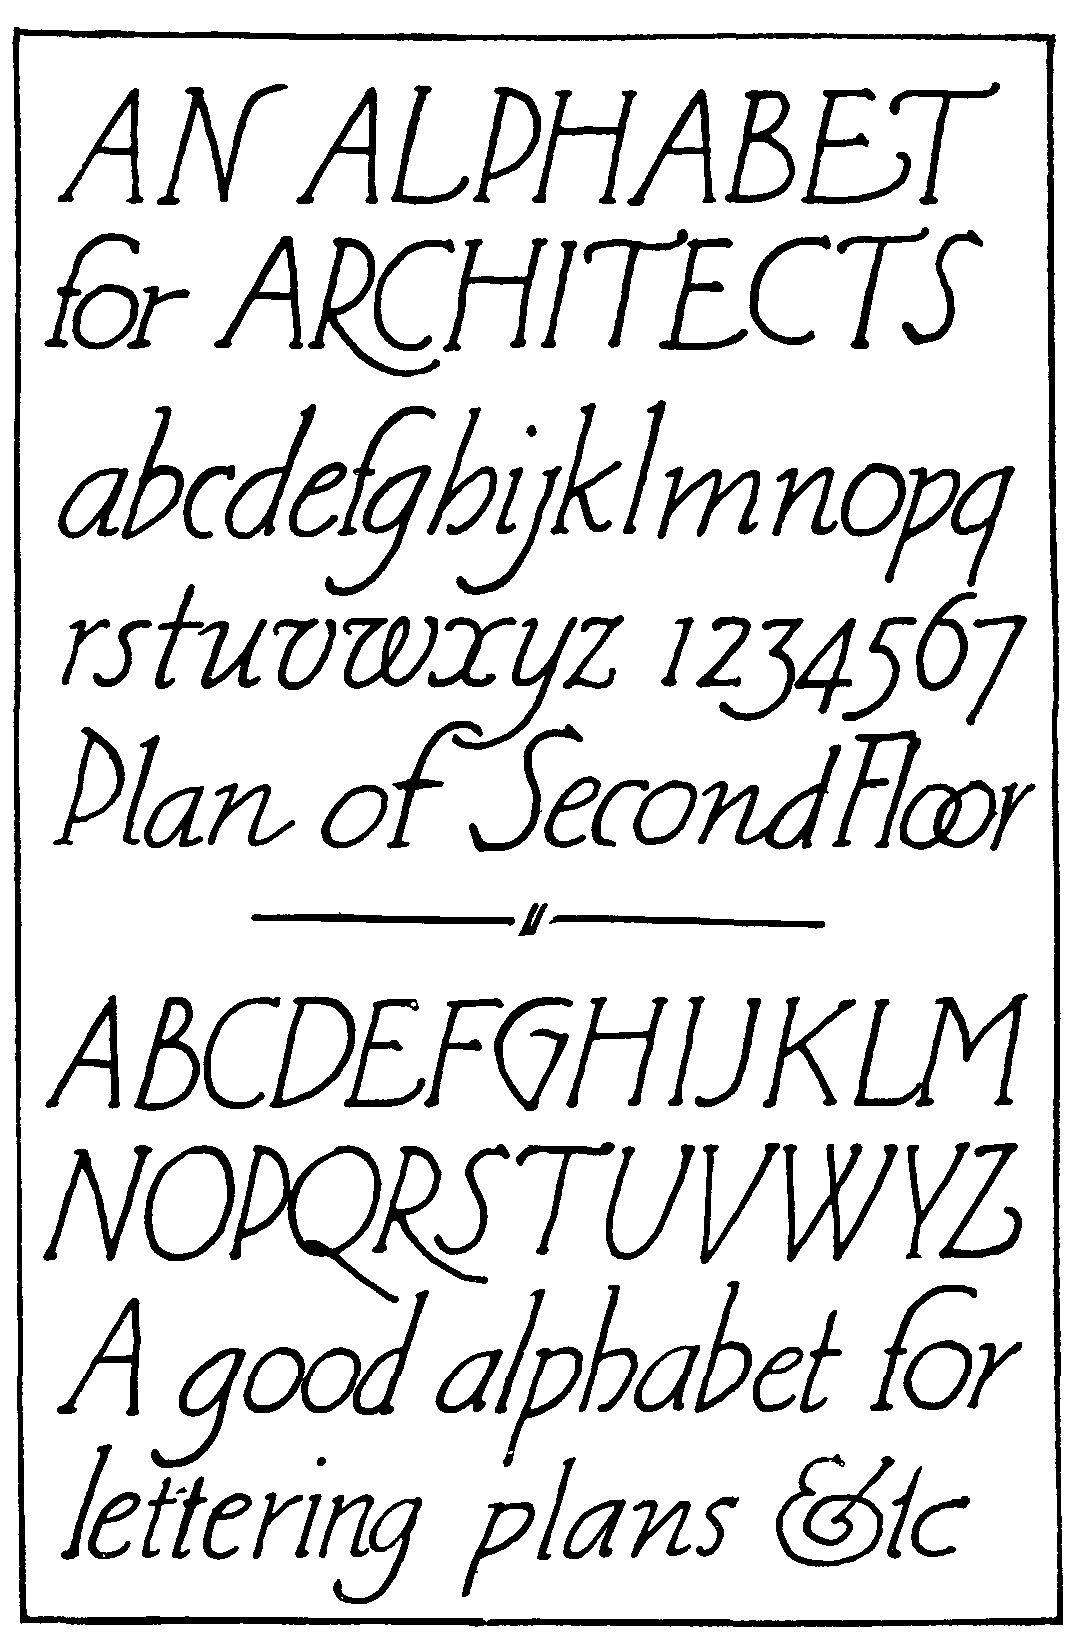 AN ALPHABET
for ARCHITECTS
abcdefghijklmnopq
rstuvwxyz 1234567
Plan of Second Floor
ABCDEFGHIJKLM
NOPQRSTUVWYZ
A good alphabet for
lettering plans &tc